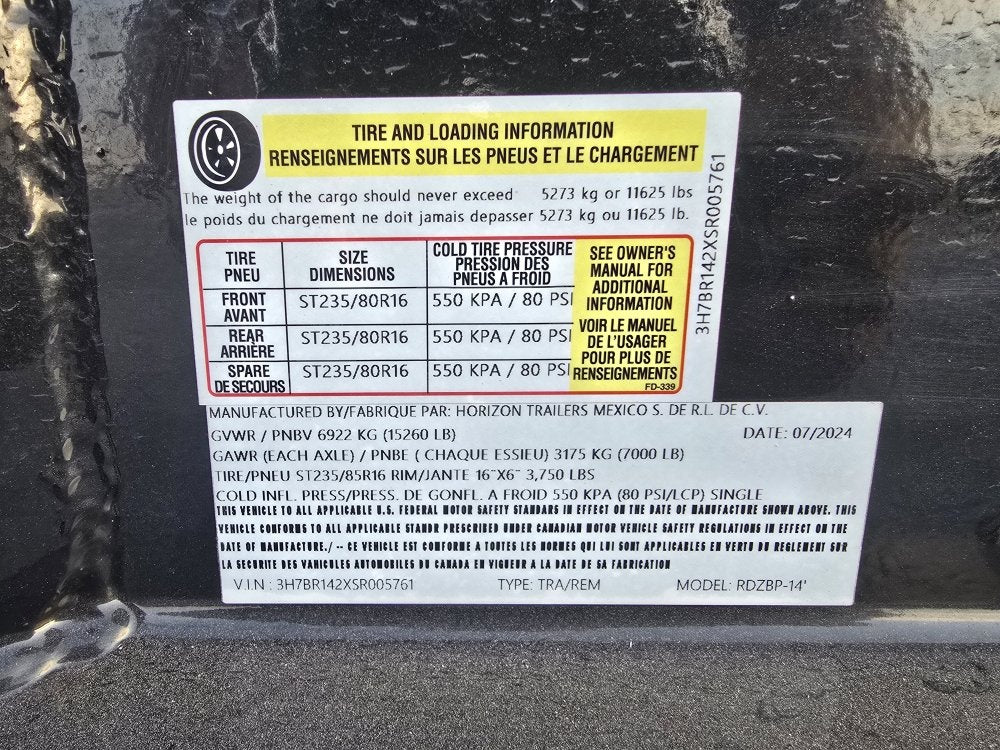 TIRE AND LOADING INFORMATION
RENSEIGNEMENTS SUR LES PNEUS ET LE CHARGEMENT
The weight of the cargo should never exceed 5273 kg or 11625 lbs
le poids du chargement ne doit jamais depasser 5273 kg ou 11625 lb.
3H7BR142XSR005761
TIRE PNEU SIZE DIMENSIONS COLD TIRE PRESSURE PRESSION DES PNEUS A FROID
FRONT AVANT ST235/80R16 550 KPA / 80 PSI
REAR ARRIÈRE ST235/80R16 550 KPA / 80 PSI
SPARE DE SECOURS ST235/80R16 550 KPA / 80 PSI
SEE OWNER'S
MANUAL FOR
ADDITIONAL
INFORMATION
VOIR LE MANUEL
DE L'USAGER
POUR PLUS DE
RENSEIGNEMENTS
FD-339
MANUFACTURED BY/FABRIQUE PAR: HORIZON TRAILERS MEXICO S. DE R.L. DE C.V.
GVWR / PNBV 6922 KG (15260 LB) DATE: 07/2024
GAWR (EACH AXLE) / PNBE ( CHAQUE ESSIEU) 3175 KG (7000 LB)
TIRE/PNEU ST235/85R16 RIM/JANTE 16"X6" 3,750 LBS
COLD INFL. PRESS/PRESS. DE GONFL. A FROID 550 KPA (80 PSI/LCP) SINGLE
THIS VEHICLE TO ALL APPLICABLE U.S. FEDERAL MOTOR SAFETY STANDARS IN EFFECT ON THE DATE OF MANUFACTURE SHOWN ABOVE. THIS
VEHICLE CONFORMS TO ALL APPLICABLE STANDR PRESCRIBED UNDER CANADIAN MOTOR VEHICLE SAFETY REGULATIONS IN EFFECT ON THE
DATE OF MANUFACTURE./ -- CE VEHICLE EST CONFORME A TOUTES LES NORMES QUI LUI SONT APPLICABLES EN VERTU DU REGLEMENT SUR
LA SECURITE DES VANICULES AUTOMOBILES DU CANADA EN VIGUEUR A LA DATE DE SA FABRICATION
V.I.N : 3H7BR142XSR005761 TYPE: TRA/REM MODEL: RDZBP-14'